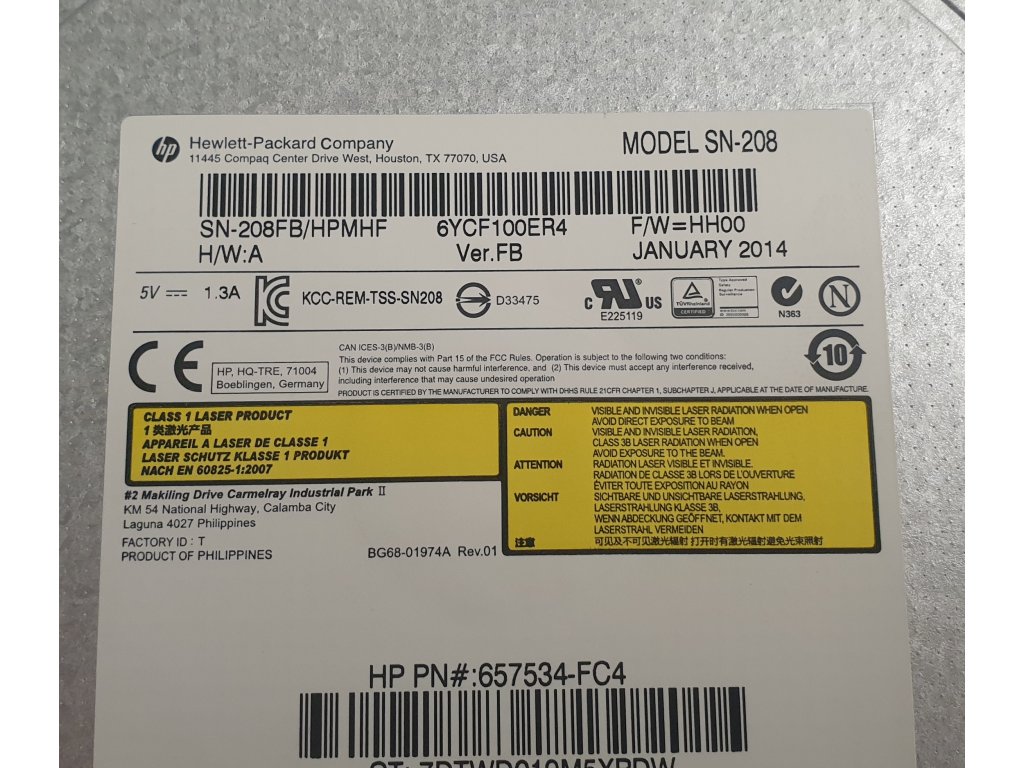 hp Hewlett-Packard Company
11445 Compaq Center Drive West, Houston, TX 77070, USA
MODEL SN-208
SN-208FB/HPMHF 6YCF100ER4 F/W=HH00
H/W:A Ver.FB JANUARY 2014
5V 1.3A KCC-REM-TSS-SN208 D33475
c RU US
E225119
TÜVRheinland
CERTIFIED
Type Approved
Safety
Regular Production
Surveillance
N363
N
CE
HP, HQ-TRE, 71004
Boeblingen, Germany
CAN ICES-3(B)/NMB-3(B)
This device complies with Part 15 of the FCC Rules. Operation is subject to the following two conditions:
(1) This device may not cause harmful interference, and (2) This device must accept any interference received,
including interference that may cause undesired operation
PRODUCT IS CERTIFIED BY THE MANUFACTURER TO COMPLY WITH DHHS RULE 21CFR CHAPTER 1, SUBCHAPTER J, APPLICABLE AT THE DATE OF MANUFACTURE.
10
CLASS 1 LASER PRODUCT
1 类激光产品
APPAREIL A LASER DE CLASSE 1
LASER SCHUTZ KLASSE 1 PRODUKT
NACH EN 60825-1:2007
DANGER VISIBLE AND INVISIBLE LASER RADIATION WHEN OPEN
AVOID DIRECT EXPOSURE TO BEAM
CAUTION VISIBLE AND INVISIBLE LASER RADIATION,
CLASS 3B LASER RADIATION WHEN OPEN
AVOID EXPOSURE TO THE BEAM.
ATTENTION RADIATION LASER VISIBLE ET INVISIBLE.
RADIATION DE CLASSE 3B LORS DE L'OUVERTURE
ÉVITER TOUTE EXPOSITION AU RAYON
VORSICHT SICHTBARE UND UNSICHTBARE LASERSTRAHLUNG,
LASERSTRAHLUNG KLASSE 3B,
WENN ABDECKUNG GEÖFFNET, KONTAKT MIT DEM
LASERSTRAHL VERMEIDEN
注意 可见及不可见激光辐射 打开时有激光辐射避免光束照射
#2 Makiling Drive Carmelray Industrial Park II
KM 54 National Highway, Calamba City
Laguna 4027 Philippines
FACTORY ID : T
PRODUCT OF PHILIPPINES
BG68-01974A Rev.01
HP PN#:657534-FC4